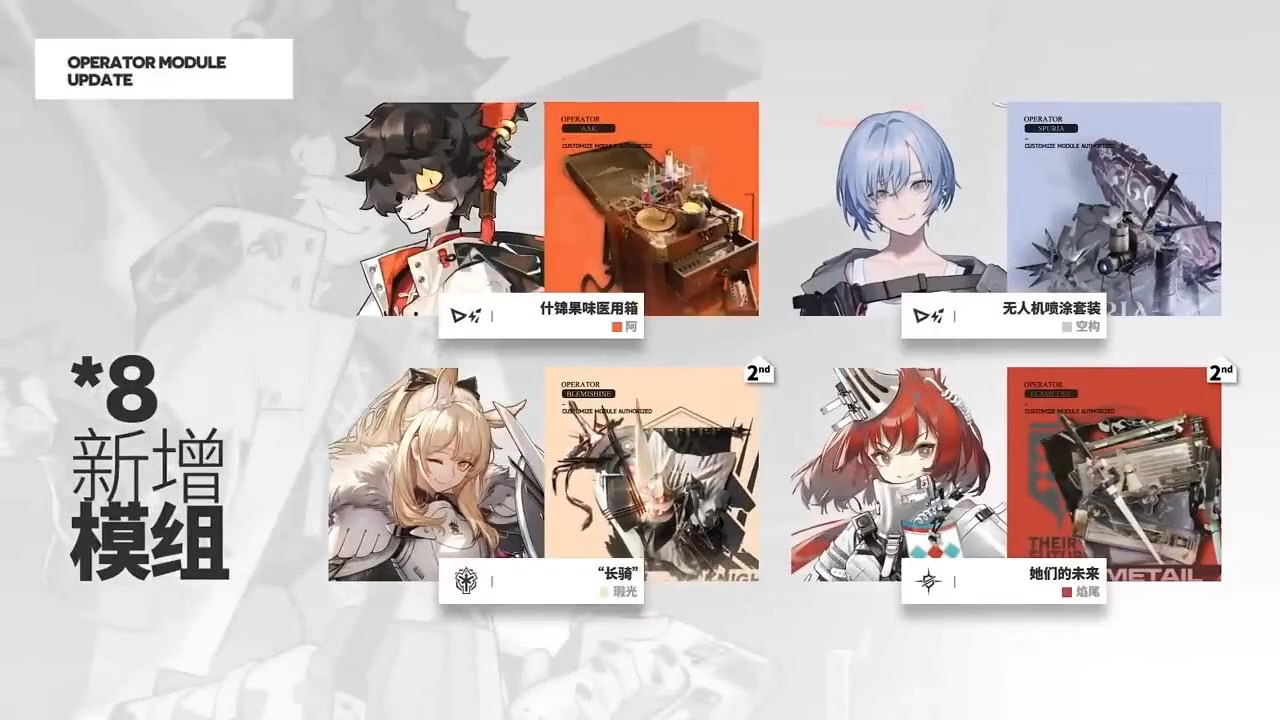 OPERATOR MODULE
UPDATE
*8
新增
模组
OPERATOR
AAK
CUSTOMIZE MODULE AUTHORIZED
什锦果味医用箱
阿
OPERATOR
SPURIA
CUSTOMIZE MODULE AUTHORIZED
无人机喷涂套装
空构
2nd
OPERATOR
BLEMISHINE
CUSTOMIZE MODULE AUTHORIZED
“长骑”
瑕光
2nd
OPERATOR
FLAMETAIL
CUSTOMIZE MODULE AUTHORIZED
THEIR
METAIL
她们的未来
焰尾